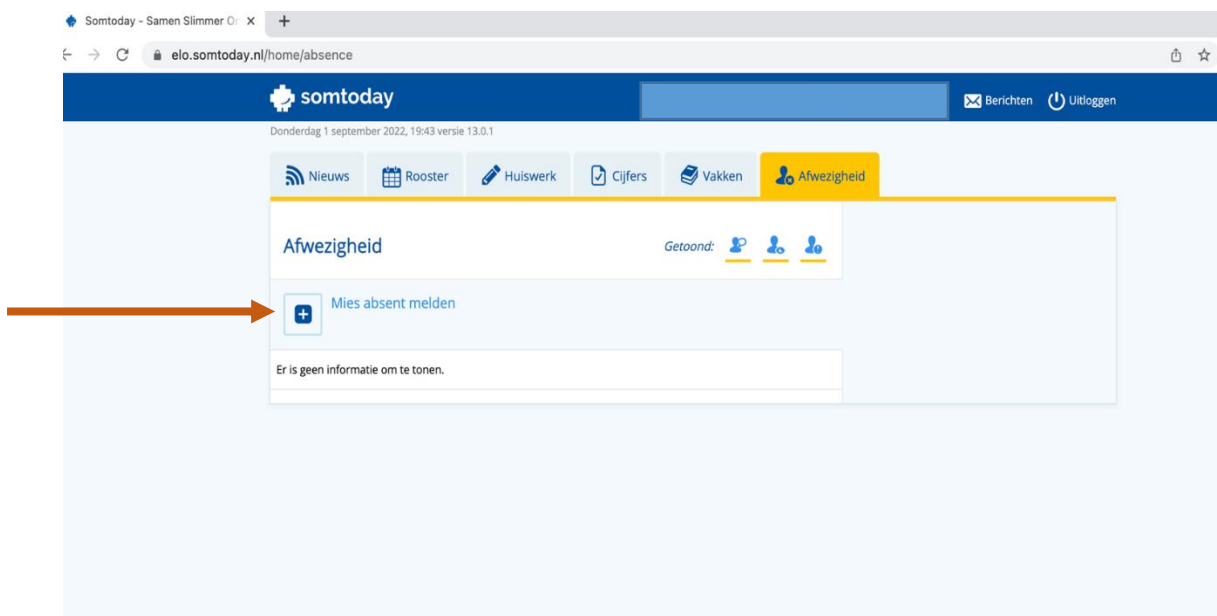 Somtoday - Samen Slimmer O
elo.somtoday.nl/home/absence
somtoday
Berichten
Uitloggen
Donderdag 1 september 2022, 19:43 versie 13.0.1
Nieuws
Rooster
Huiswerk
Cijfers
Vakken
Afwezigheid
Afwezigheid
Getoond:
Mies absent melden
Er is geen informatie om te tonen.